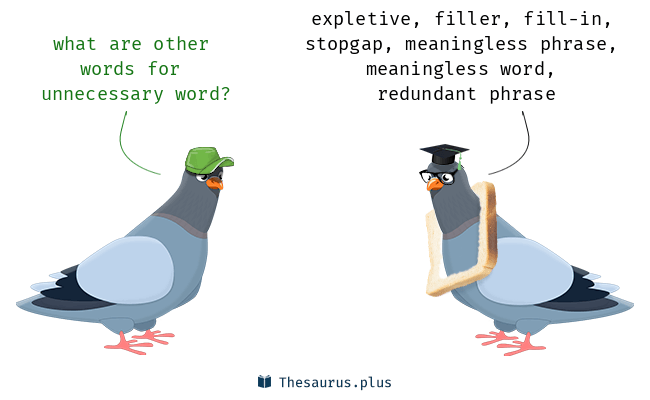 what are other
words for
unnecessary word?
expletive, filler, fill-in,
stopgap, meaningless phrase,
meaningless word,
redundant phrase
Thesaurus.plus